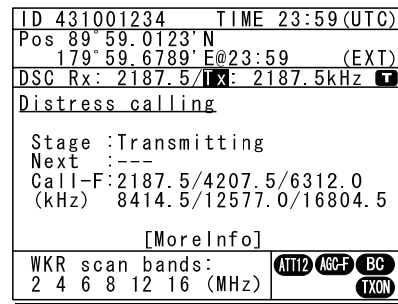 ID 431001234 TIME 23:59(UTC)
Pos 89°59.0123'N
179°59.6789'E@23:59 (EXT)
DSC Rx: 2187.5/Tx: 2187.5kHz T
Distress calling
Stage :Transmitting
Next :---
Call-F:2187.5/4207.5/6312.0
(kHz) 8414.5/12577.0/16804.5
[MoreInfo]
WKR scan bands:
2 4 6 8 12 16 (MHz)
ATT12 AGC-F BC
TXON